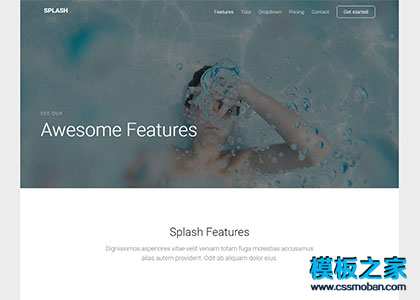 SPLASH
Features Tour Dropdown Pricing Contact Get started
SEE OUR
Awesome Features
Splash Features
Dignissimos asperiores vitae velit veniam totam fuga molestias accusamus
alias autem provident. Odit ab aliquam dolor eius.
模板之家
www.cssmoban.com